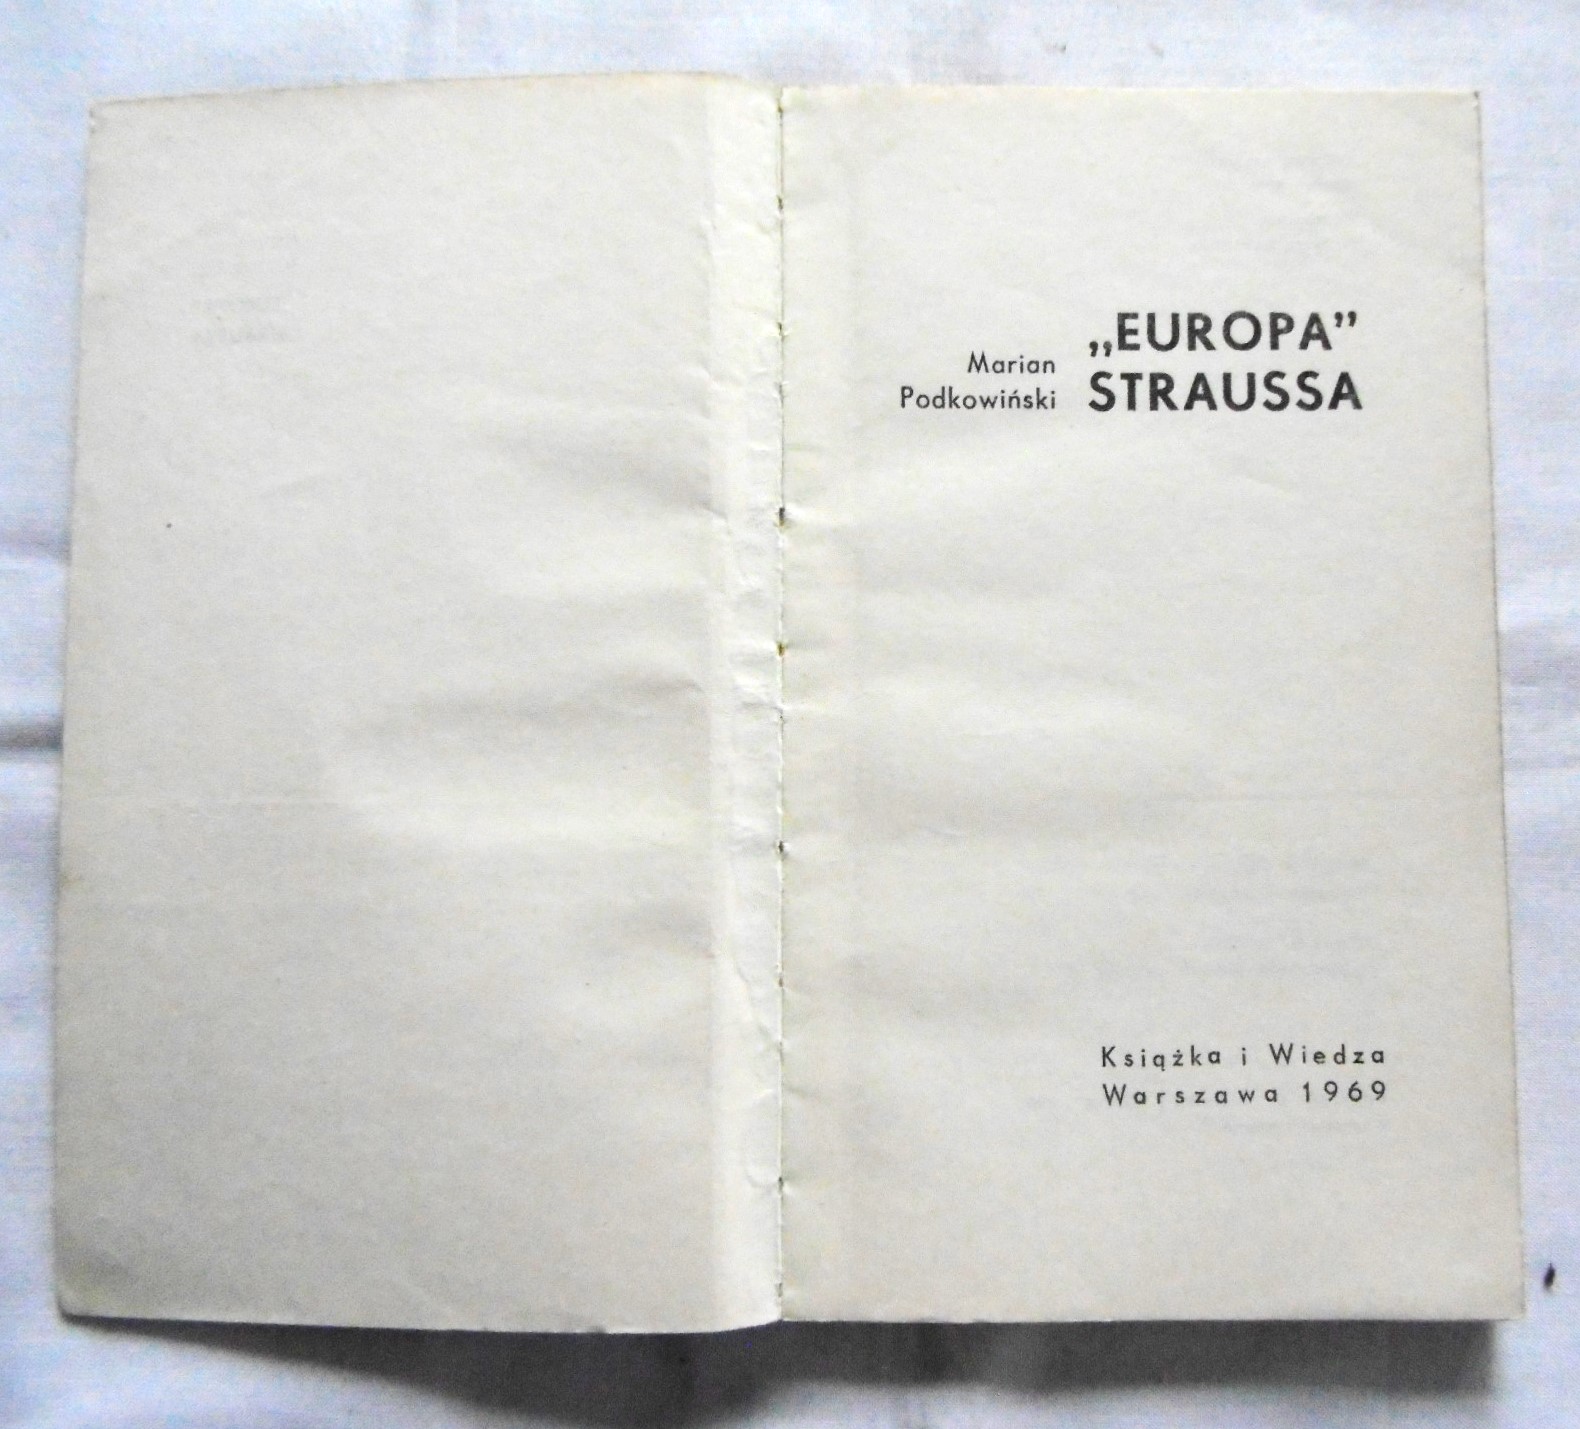 Marian
Podkowiński
„EUROPA”
STRAUSSA
Książka i Wiedza
Warszawa 1969